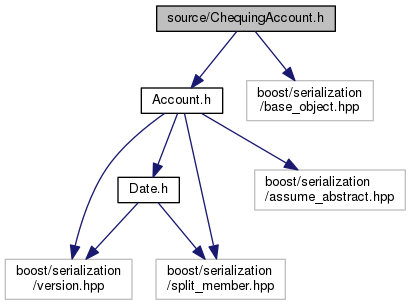 source/ChequingAccount.h
Account.h
boost/serialization
/base_object.hpp
Date.h
boost/serialization
/assume_abstract.hpp
boost/serialization
/version.hpp
boost/serialization
/split_member.hpp